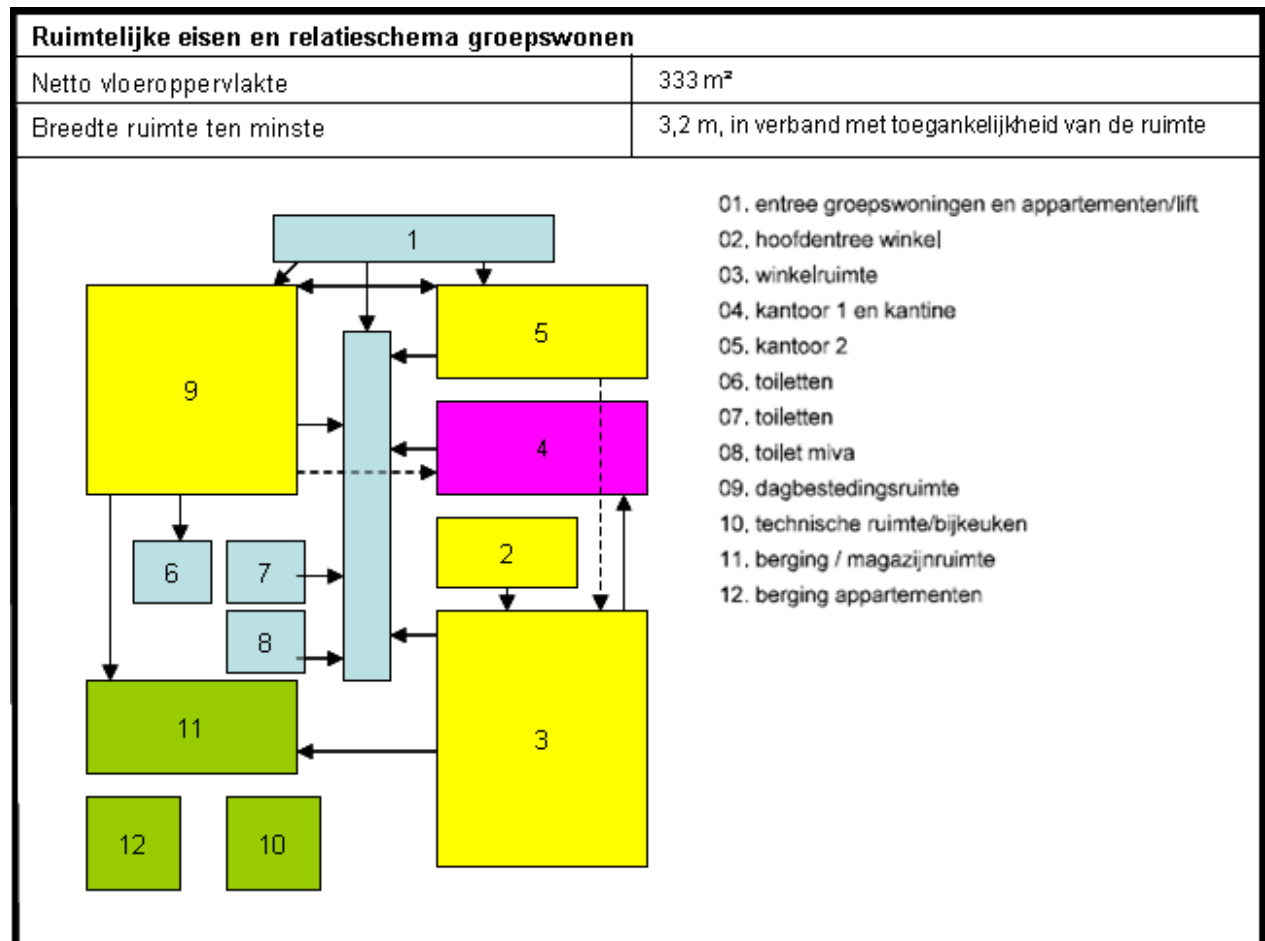 Ruimtelijke eisen en relatieschema groepswonen
Netto vloeroppervlakte 333 m²
Breedte ruimte ten minste 3,2 m, in verband met toegankelijkheid van de ruimte
01. entree groepswoningen en appartementen/lift
02. hoofdentree winkel
03. winkelruimte
04. kantoor 1 en kantine
05. kantoor 2
06. toiletten
07. toiletten
08. toilet miva
09. dagbestedingsruimte
10. technische ruimte/bijkeuken
11. berging / magazijnruimte
12. berging appartementen
1
5
9
4
2
6
7
8
11
3
12
10